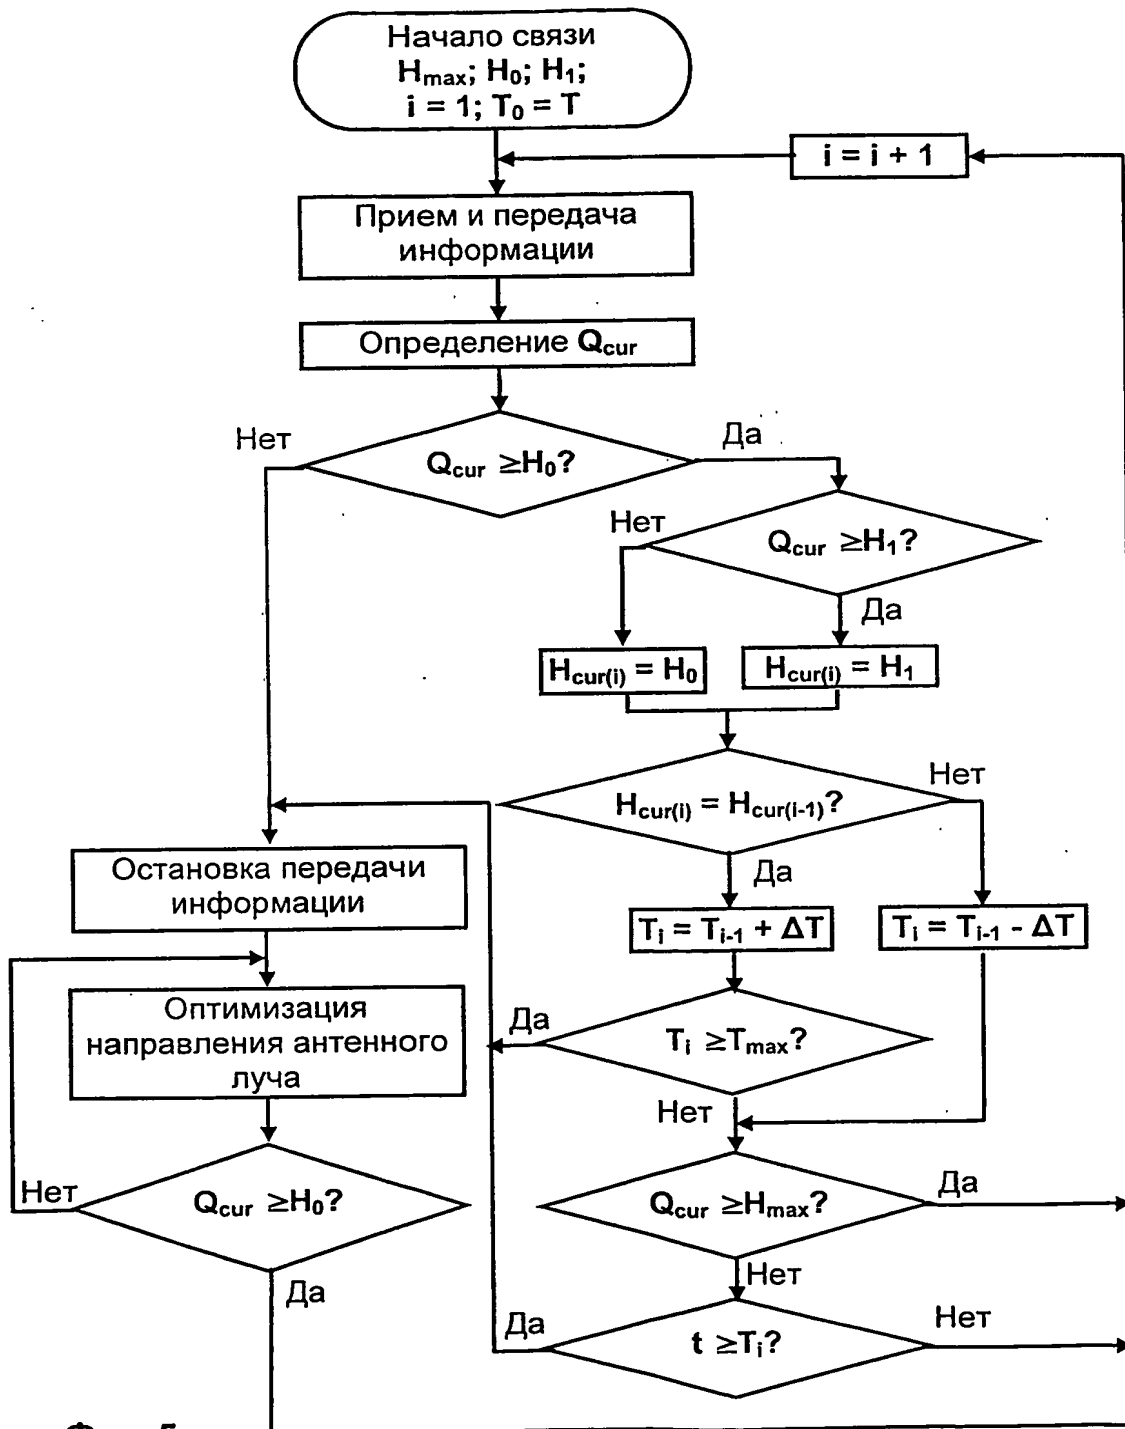 Начало связи
Hmax; H0; H1;
i = 1; T0 = T
i = i + 1
Прием и передача
информации
Определение Qcur
Нет
Да
Qcur ≥H0?
Нет
Qcur ≥H1?
Да
Hcur(i) = H0
Hcur(i) = H1
Нет
Hcur(i) = Hcur(i-1)?
Да
Остановка передачи
информации
Ti = Ti-1 + ΔT
Ti = Ti-1 - ΔT
Оптимизация
направления антенного
луча
Да
Ti ≥Tmax?
Нет
Нет
Qcur ≥H0?
Qcur ≥Hmax?
Да
Нет
Да
Да
t ≥Ti?
Нет